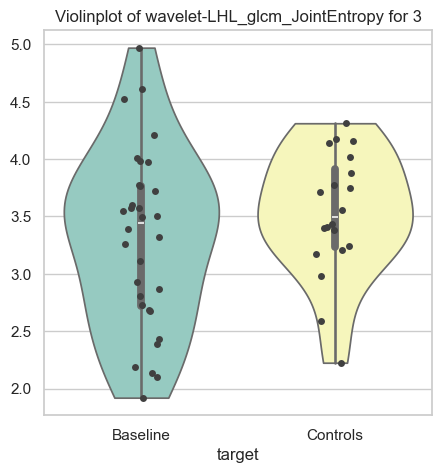 Violinplot of wavelet-LHL_glcm_JointEntropy for 3
5.0
4.5
4.0
3.5
3.0
2.5
2.0
Baseline
Controls
target